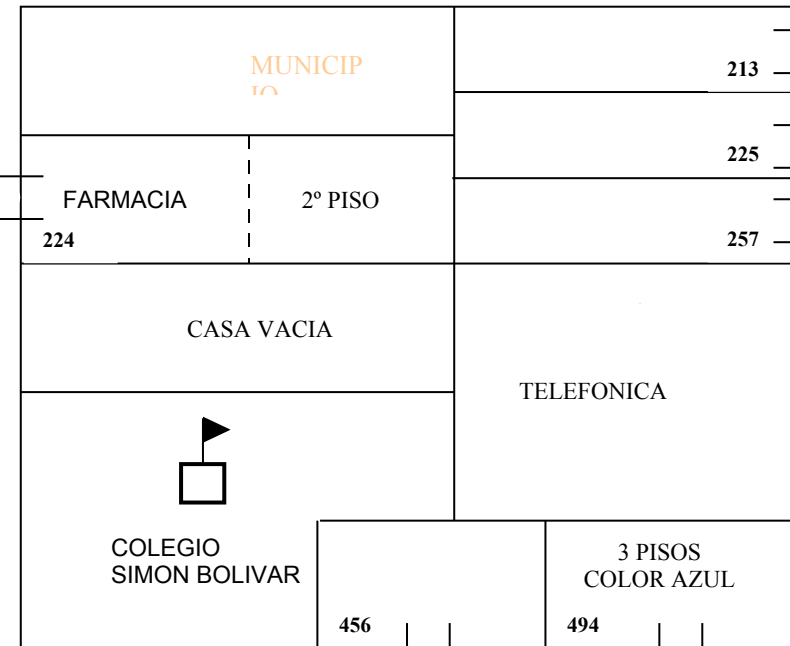 MUNICIP
IO
213
225
FARMACIA
2º PISO
224
257
CASA VACIA
TELEFONICA
COLEGIO
SIMON BOLIVAR
3 PISOS
COLOR AZUL
456
494